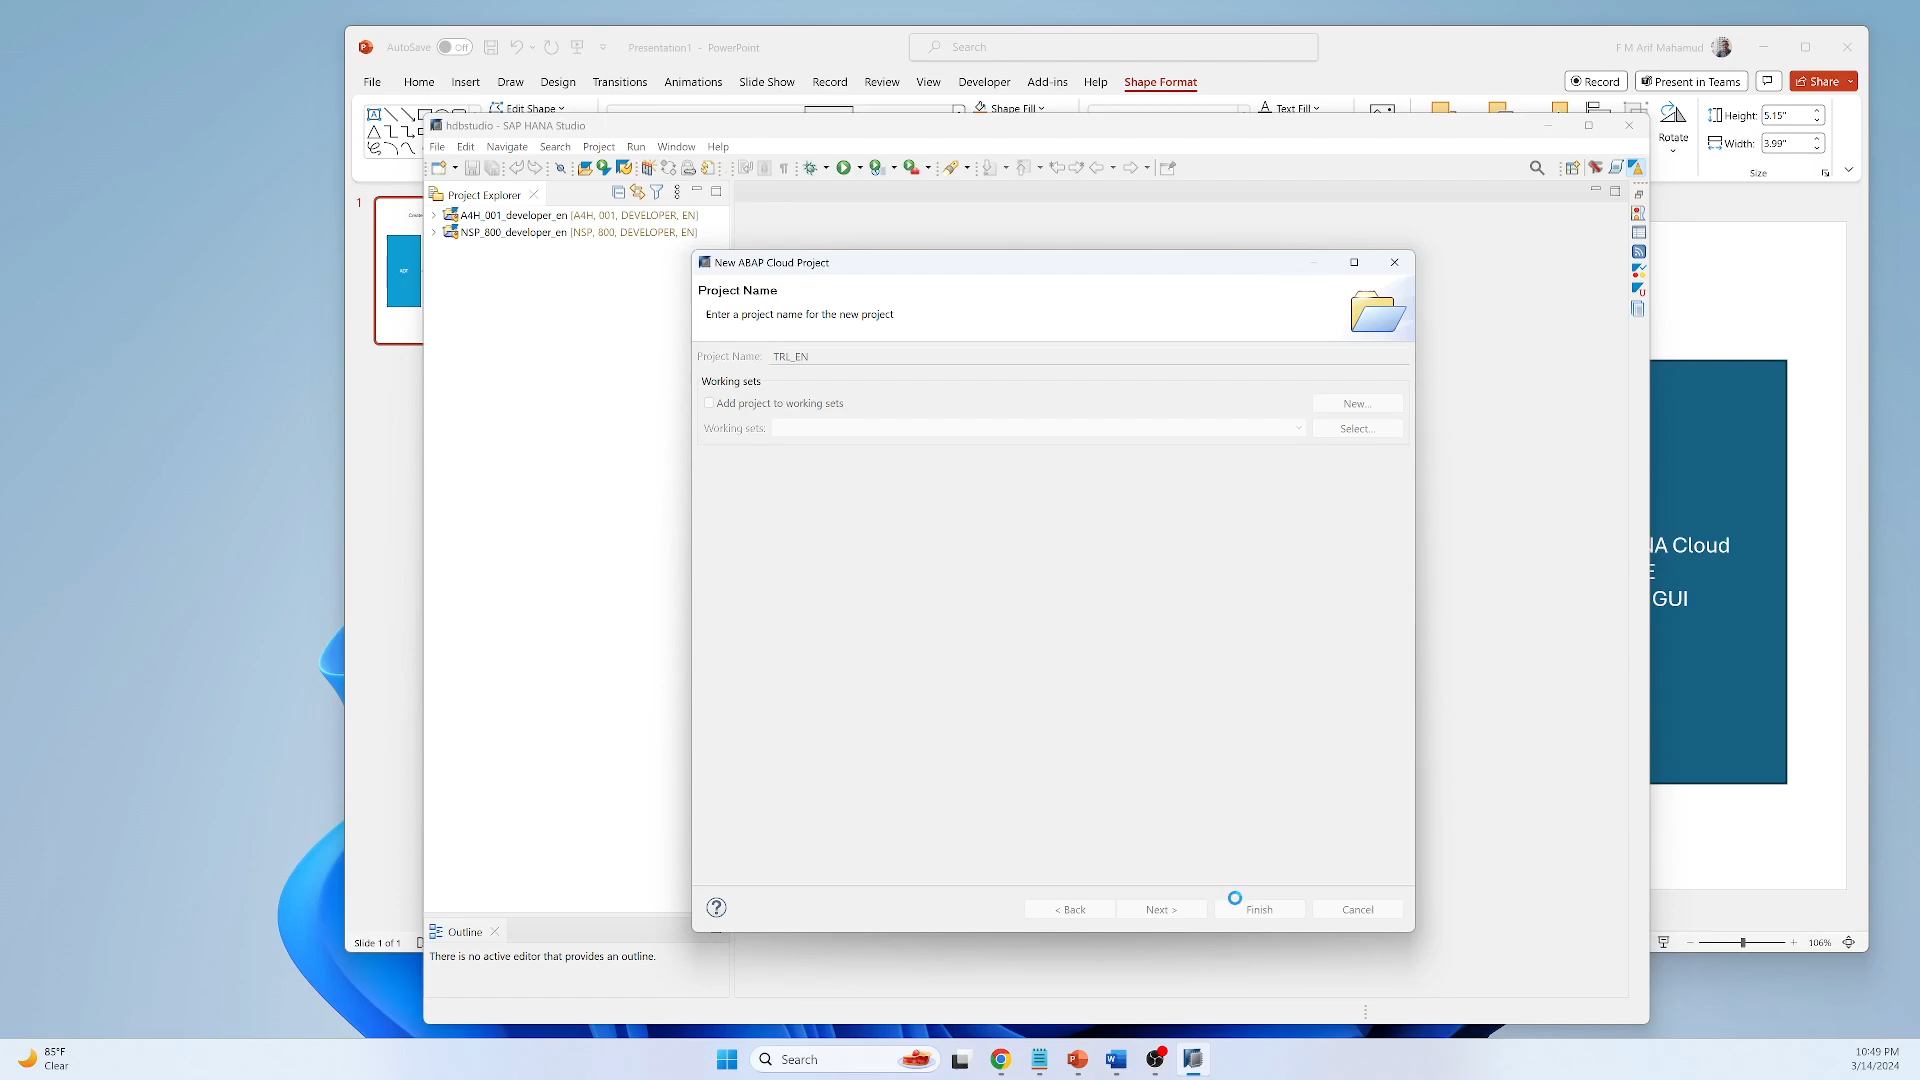 AutoSave Off
Presentation1 - PowerPoint
Search
F M Arif Mahamud
File Home Insert Draw Design Transitions Animations Slide Show Record Review View Developer Add-ins Help Shape Format
Record Present in Teams Share
Edit Shape Shape Fill Text Fill
Rotate
Height: 5.15"
Width: 3.99"
Size
hdbstudio - SAP HANA Studio
File Edit Navigate Search Project Run Window Help
Project Explorer
A4H_001_developer_en [A4H, 001, DEVELOPER, EN]
NSP_800_developer_en [NSP, 800, DEVELOPER, EN]
1
ADT
New ABAP Cloud Project
Project Name
Enter a project name for the new project
Project Name: TRL_EN
Working sets
Add project to working sets
New...
Working sets:
Select...
NA Cloud
E
GUI
< Back Next > Finish Cancel
Outline
There is no active editor that provides an outline.
Slide 1 of 1
106%
85°F
Clear
Search
10:49 PM
3/14/2024